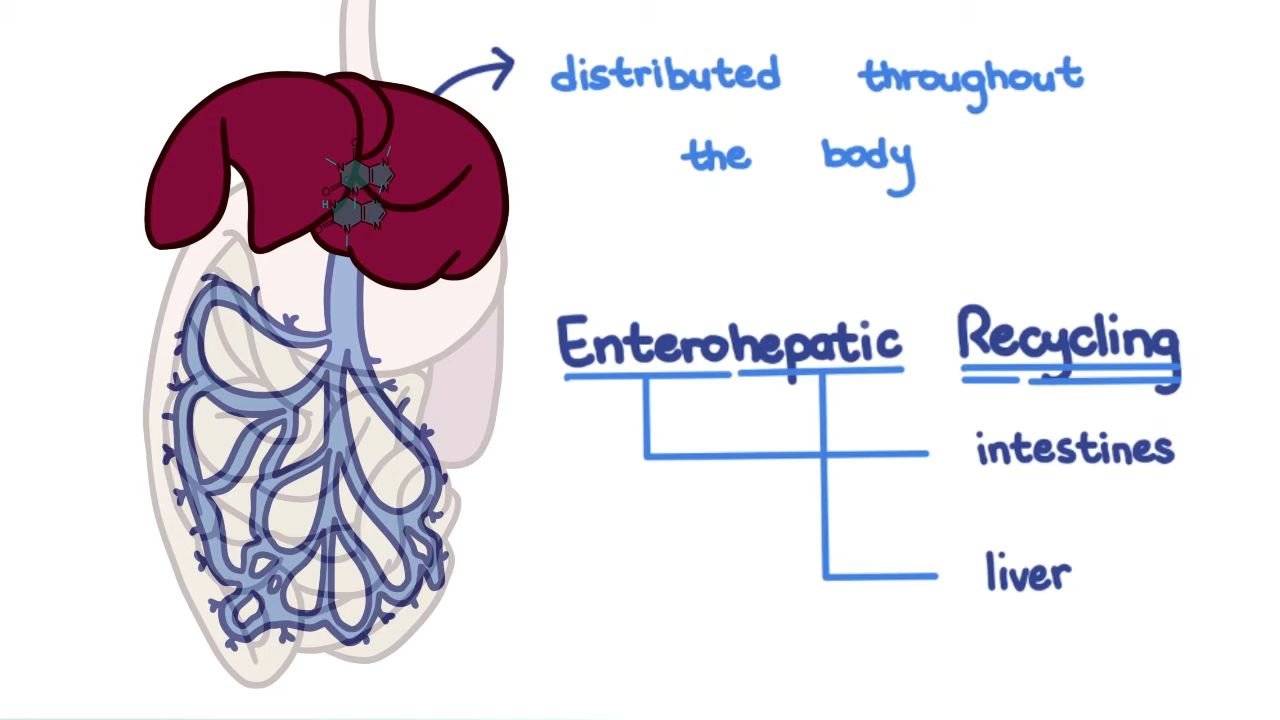 distributed throughout
the body
Enterohepatic Recycling
intestines
liver